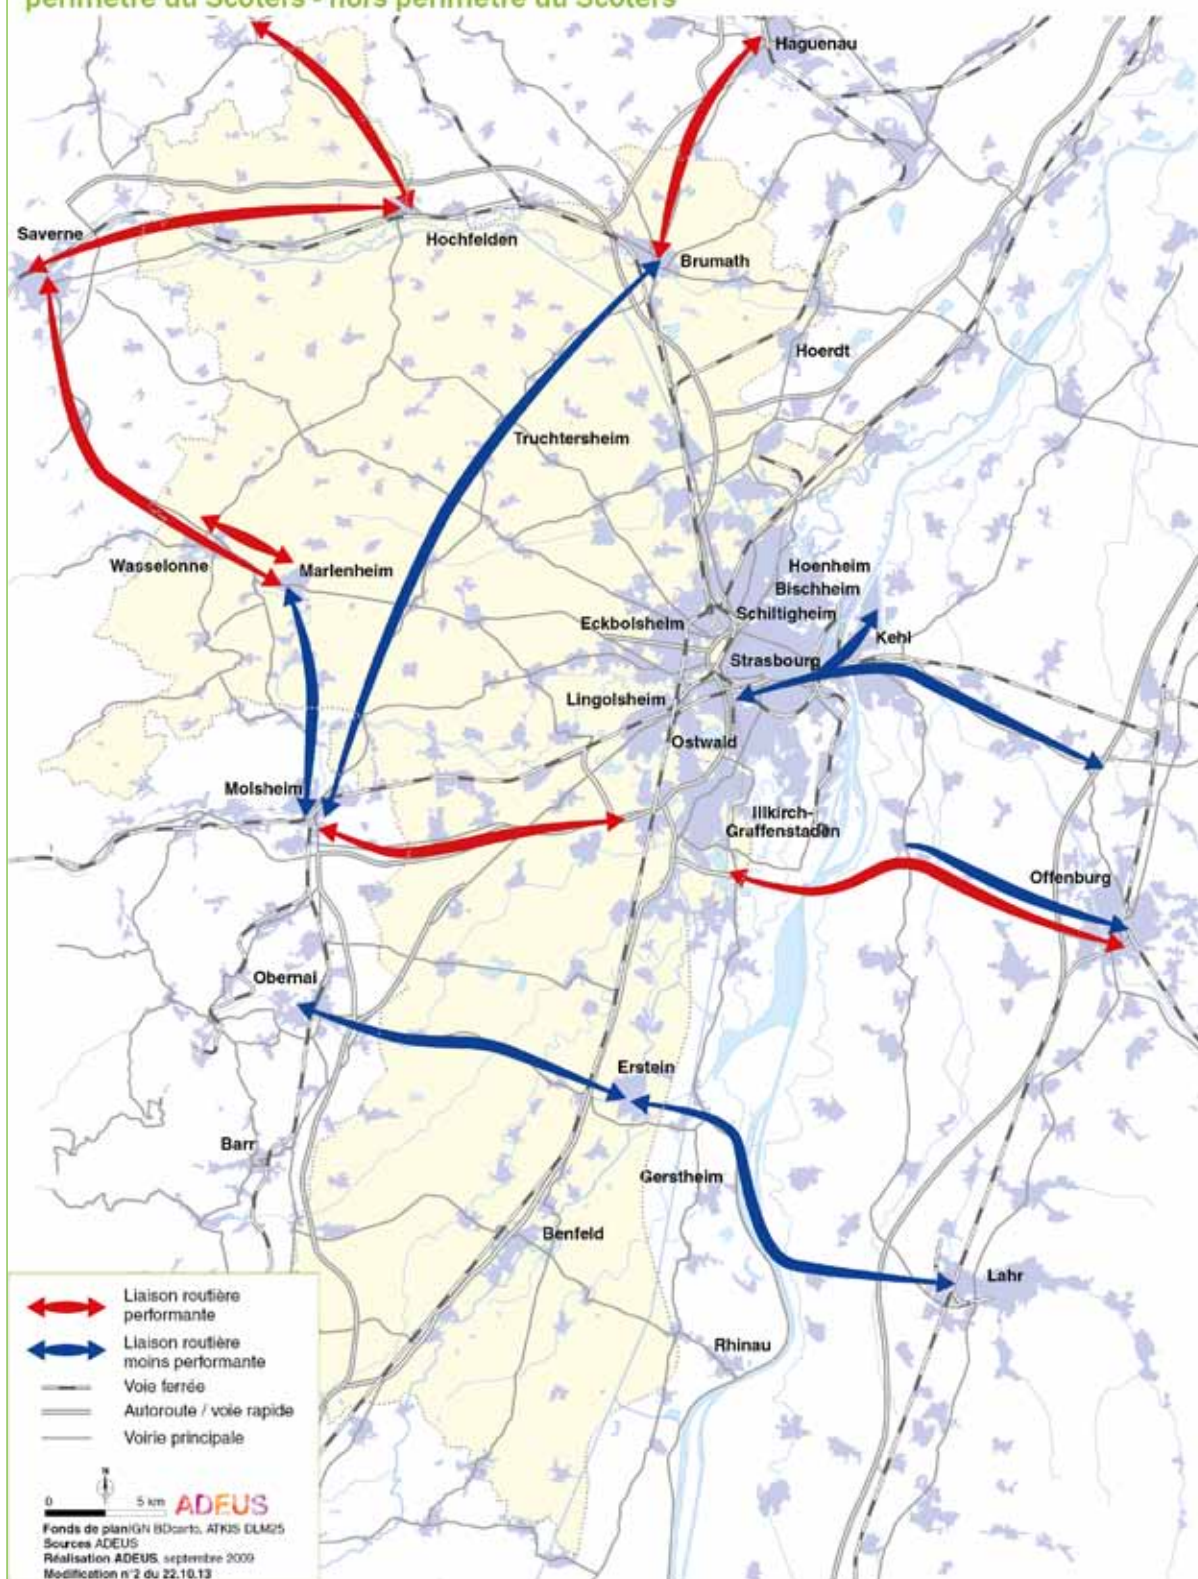 périmètre du Scoters - hors périmètre du Scoters
Haguenau
Saverne
Hochfelden
Brumath
Hoerdt
Truchtersheim
Wasselonne
Marlenheim
Hoenheim
Bischheim
Schiltigheim
Eckbolsheim
Kehl
Strasbourg
Lingolsheim
Ostwald
Molsheim
Illkirch-
Graffenstaden
Offenburg
Obernai
Erstein
Barr
Gerstheim
Benfeld
Lahr
Rhinau
Liaison routière
performante
Liaison routière
moins performante
Voie ferrée
Autoroute / voie rapide
Voirie principale
N
0 5 km ADEUS
Fonds de plan IGN BDcarto, ATKIS DLM25
Sources ADEUS
Réalisation ADEUS, septembre 2009
Modification n°2 du 22.10.13